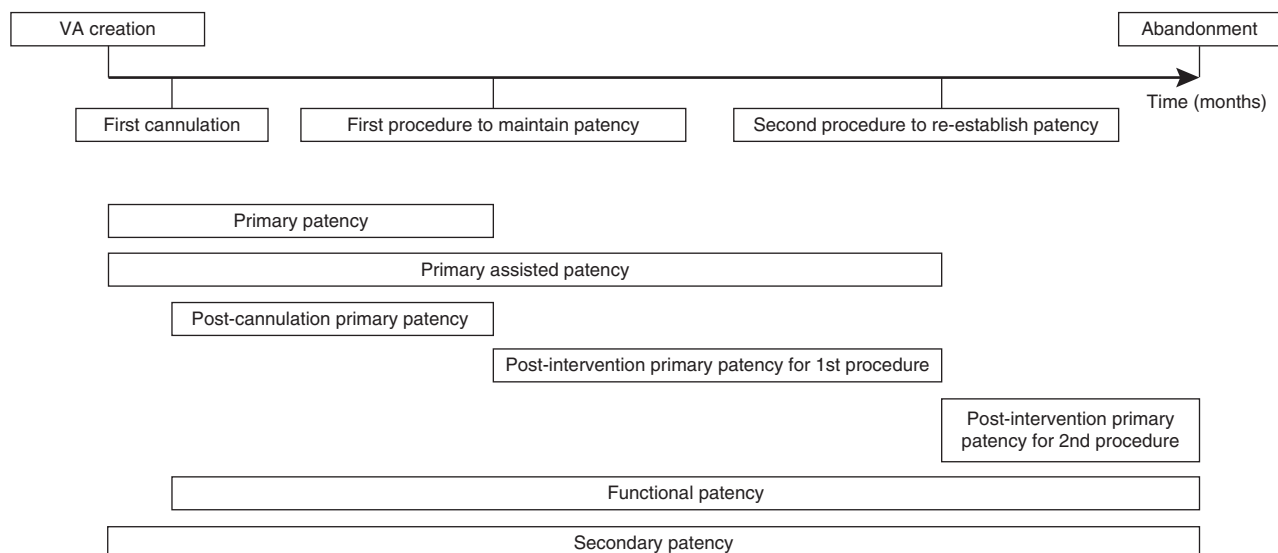 VA creation
Abandonment
Time (months)
First cannulation
First procedure to maintain patency
Second procedure to re-establish patency
Primary patency
Primary assisted patency
Post-cannulation primary patency
Post-intervention primary patency for 1st procedure
Post-intervention primary
patency for 2nd procedure
Functional patency
Secondary patency